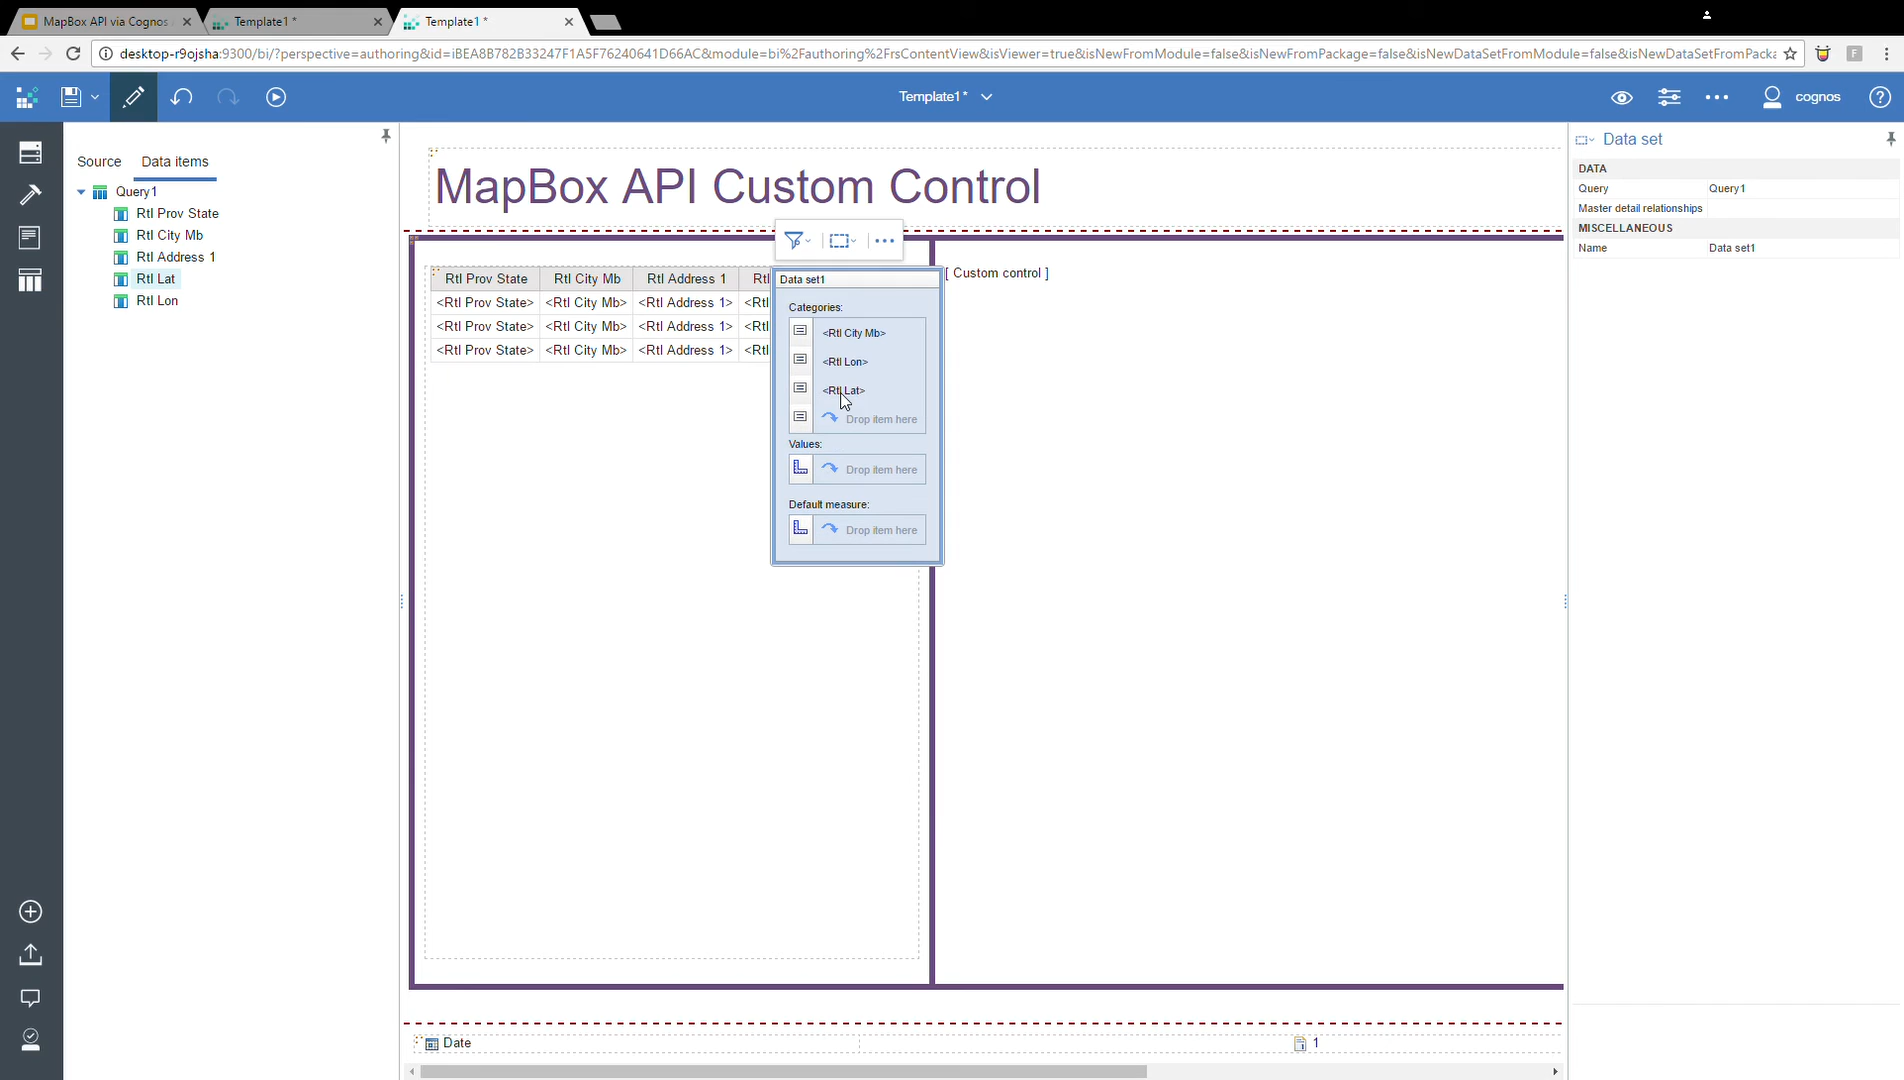 MapBox API via Cognos
Template1 *
Template1 *
desktop-r9ojsha:9300/bi/?perspective=authoring&id=iBEA8B782B33247F1A5F76240641D66AC&module=bi%2Fauthoring%2FrsContentView&isViewer=true&isNewFromModule=false&isNewFromPackage=false&isNewDataSetFromModule=false&isNewDataSetFromPacka
F
Template1*
cognos
Source Data items
Query1
Rtl Prov State
Rtl City Mb
Rtl Address 1
Rtl Lat
Rtl Lon
MapBox API Custom Control
Rtl Prov State Rtl City Mb Rtl Address 1 Rtl
<Rtl Prov State> <Rtl City Mb> <Rtl Address 1> <Rtl
<Rtl Prov State> <Rtl City Mb> <Rtl Address 1> <Rtl
<Rtl Prov State> <Rtl City Mb> <Rtl Address 1> <Rtl
Data set1
Categories:
<Rtl City Mb>
<Rtl Lon>
<Rtl Lat>
Drop item here
Values:
Drop item here
Default measure:
Drop item here
[ Custom control ]
Date
1
Data set
DATA
Query Query1
Master detail relationships
MISCELLANEOUS
Name Data set1